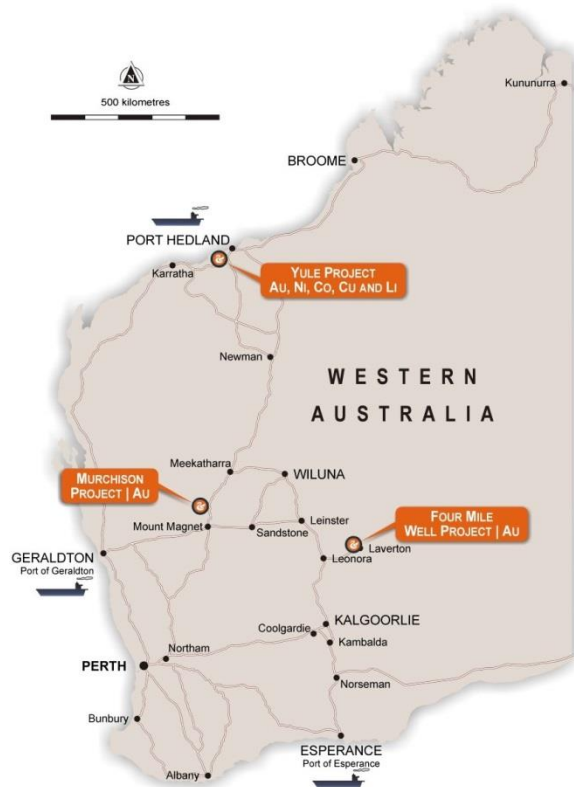 N
500 kilometres
Kununurra
BROOME
PORT HEDLAND
Karratha
YULE PROJECT
AU, NI, CO, CU AND LI
Newman
WESTERN
AUSTRALIA
Meekatharra
WILUNA
MURCHISON
PROJECT | AU
Mount Magnet
Sandstone
Leinster
FOUR MILE
WELL PROJECT | AU
Laverton
Leonora
GERALDTON
Port of Geraldton
KALGOORLIE
Coolgardie
Kambalda
Northam
PERTH
Norseman
Bunbury
ESPERANCE
Port of Esperance
Albany